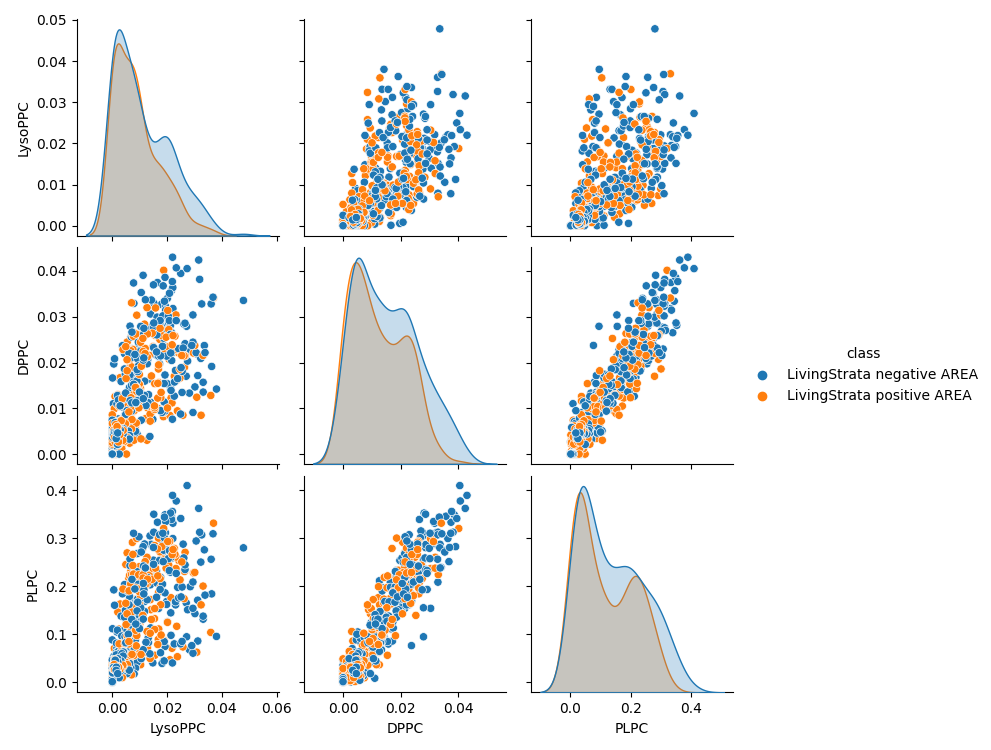 0.05
0.04
0.03
0.02
0.01
0.00
LysoPPC
0.04
0.03
0.02
0.01
0.00
DPPC
class
LivingStrata negative AREA
LivingStrata positive AREA
0.4
0.3
0.2
0.1
0.0
PLPC
0.00 0.02 0.04 0.06
0.00 0.02 0.04
0.0 0.2 0.4
LysoPPC
DPPC
PLPC